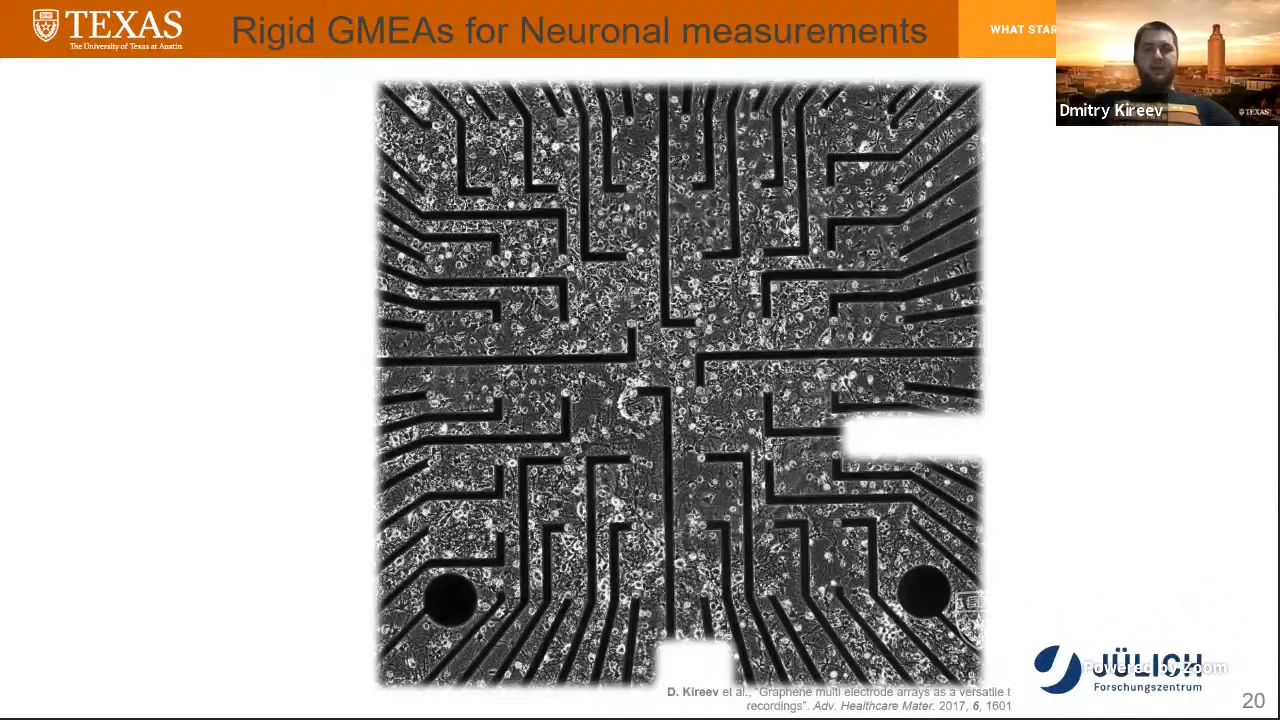 TEXAS
The University of Texas at Austin
Rigid GMEAs for Neuronal measurements
WHAT STAR
Dmitry Kireev
TEXAS
D. Kireev et al., "Graphene multi electrode arrays as a versatile t
recordings". Adv. Healthcare Mater. 2017, 6, 1601
JÜLICH
Forschungszentrum
Powered by Zoom
20